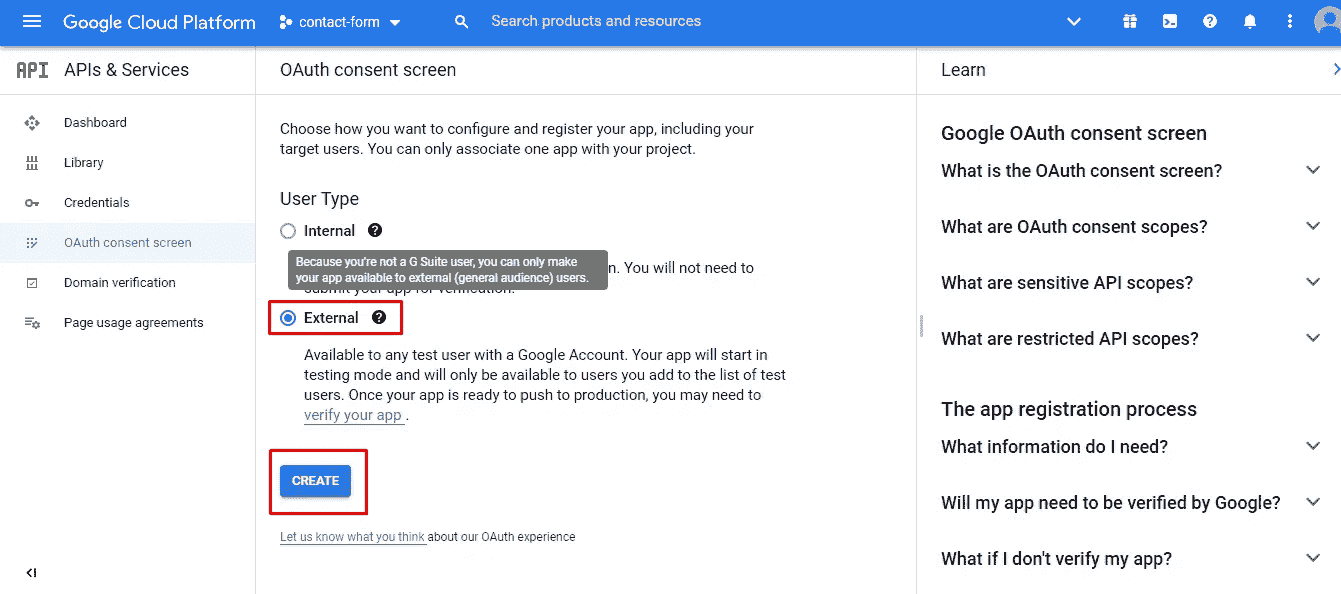 Google Cloud Platform
contact-form
Search products and resources
API
APIs & Services
Dashboard
Library
Credentials
OAuth consent screen
Domain verification
Page usage agreements
OAuth consent screen
Choose how you want to configure and register your app, including your
target users. You can only associate one app with your project.
User Type
Internal
Because you're not a G Suite user, you can only make
your app available to external (general audience) users.
n. You will not need to
submit your app for verification.
External
Available to any test user with a Google Account. Your app will start in
testing mode and will only be available to users you add to the list of test
users. Once your app is ready to push to production, you may need to
verify your app .
CREATE
Let us know what you think about our OAuth experience
Learn
Google OAuth consent screen
What is the OAuth consent screen?
What are OAuth consent scopes?
What are sensitive API scopes?
What are restricted API scopes?
The app registration process
What information do I need?
Will my app need to be verified by Google?
What if I don't verify my app?